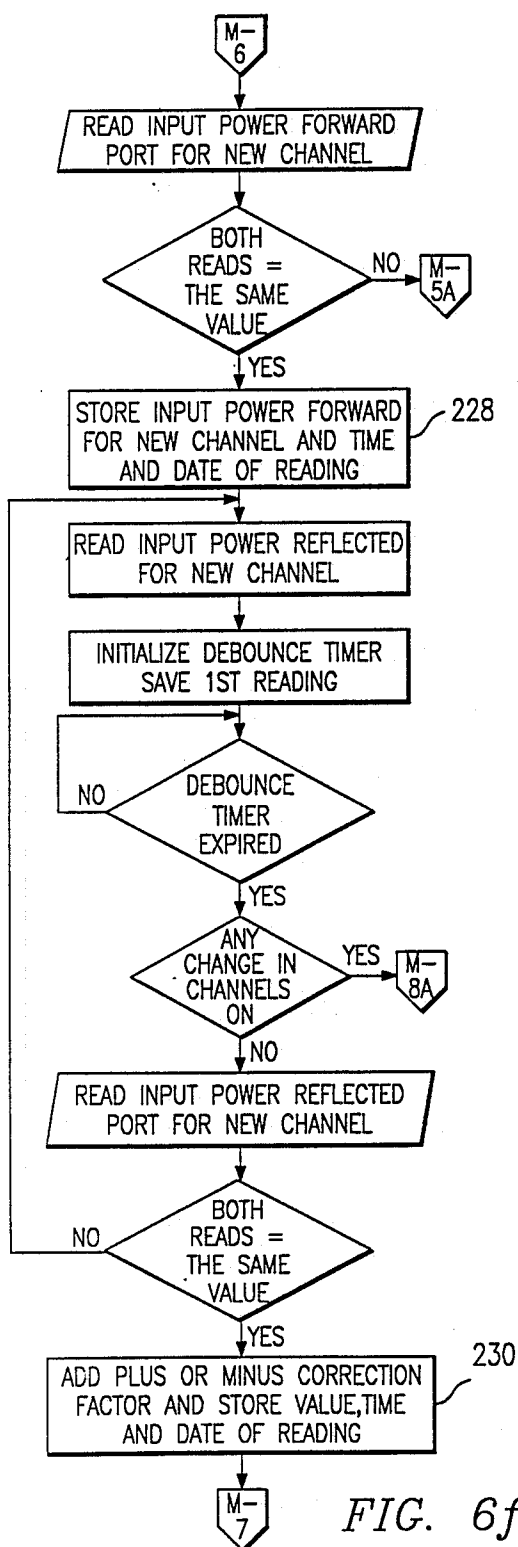 M-
6
READ INPUT POWER FORWARD
PORT FOR NEW CHANNEL
BOTH
READS =
THE SAME
VALUE
NO
M-
5A
YES
STORE INPUT POWER FORWARD
FOR NEW CHANNEL AND TIME
AND DATE OF READING
228
READ INPUT POWER REFLECTED
FOR NEW CHANNEL
INITIALIZE DEBOUNCE TIMER
SAVE 1ST READING
NO
DEBOUNCE
TIMER
EXPIRED
YES
ANY
CHANGE IN
CHANNELS
ON
YES
M-
8A
NO
READ INPUT POWER REFLECTED
PORT FOR NEW CHANNEL
NO
BOTH
READS =
THE SAME
VALUE
YES
ADD PLUS OR MINUS CORRECTION
FACTOR AND STORE VALUE,TIME
AND DATE OF READING
230
M-
7
FIG. 6f